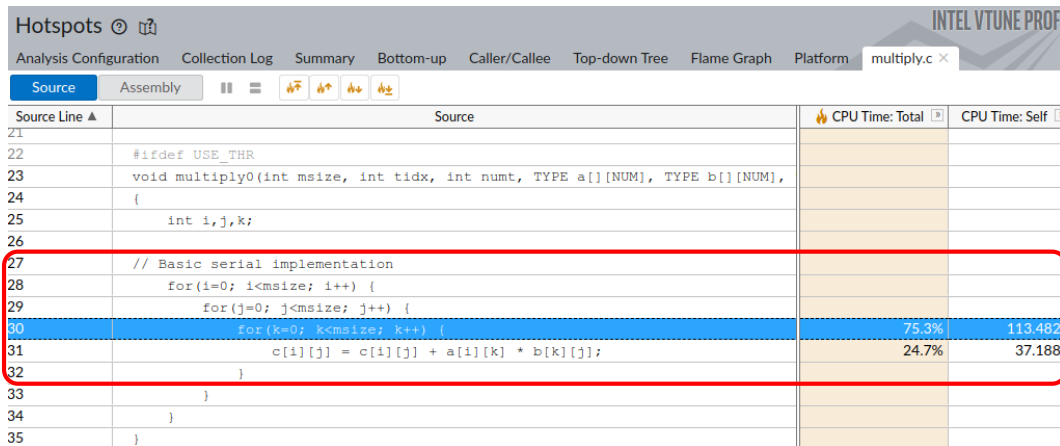 Hotspots
INTEL VTUNE PROF
Analysis Configuration Collection Log Summary Bottom-up Caller/Callee Top-down Tree Flame Graph Platform multiply.c ×
Source Assembly
Source Line ▲ Source CPU Time: Total CPU Time: Self
21
22 #ifdef USE_THR
23 void multiply0(int msize, int tidx, int numt, TYPE a[][NUM], TYPE b[][NUM],
24 {
25 int i,j,k;
26
27 // Basic serial implementation
28 for(i=0; i<msize; i++) {
29 for(j=0; j<msize; j++) {
30 for(k=0; k<msize; k++) { 75.3% 113.482
31 c[i][j] = c[i][j] + a[i][k] * b[k][j]; 24.7% 37.188
32 }
33 }
34 }
35 }